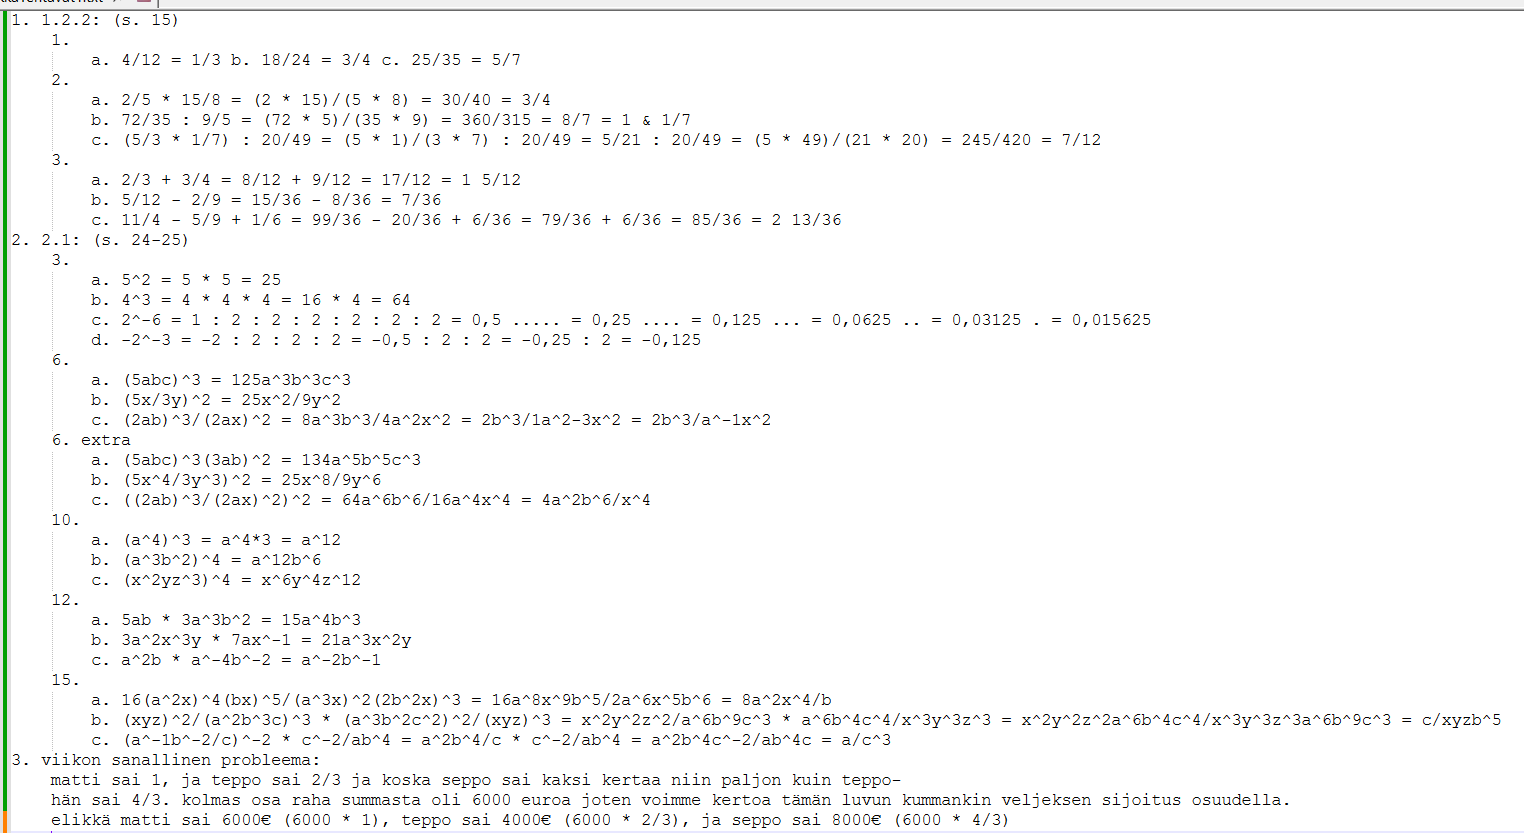 1. 1.2.2: (s. 15)
1.
a. 4/12 = 1/3 b. 18/24 = 3/4 c. 25/35 = 5/7
2.
a. 2/5 * 15/8 = (2 * 15)/(5 * 8) = 30/40 = 3/4
b. 72/35 : 9/5 = (72 * 5)/(35 * 9) = 360/315 = 8/7 = 1 & 1/7
c. (5/3 * 1/7) : 20/49 = (5 * 1)/(3 * 7) : 20/49 = 5/21 : 20/49 = (5 * 49)/(21 * 20) = 245/420 = 7/12
3.
a. 2/3 + 3/4 = 8/12 + 9/12 = 17/12 = 1 5/12
b. 5/12 - 2/9 = 15/36 - 8/36 = 7/36
c. 11/4 - 5/9 + 1/6 = 99/36 - 20/36 + 6/36 = 79/36 + 6/36 = 85/36 = 2 13/36
2. 2.1: (s. 24-25)
3.
a. 5^2 = 5 * 5 = 25
b. 4^3 = 4 * 4 * 4 = 16 * 4 = 64
c. 2^-6 = 1 : 2 : 2 : 2 : 2 : 2 : 2 = 0,5 ..... = 0,25 .... = 0,125 ... = 0,0625 .. = 0,03125 . = 0,015625
d. -2^-3 = -2 : 2 : 2 : 2 = -0,5 : 2 : 2 = -0,25 : 2 = -0,125
6.
a. (5abc)^3 = 125a^3b^3c^3
b. (5x/3y)^2 = 25x^2/9y^2
c. (2ab)^3/(2ax)^2 = 8a^3b^3/4a^2x^2 = 2b^3/1a^2-3x^2 = 2b^3/a^-1x^2
6. extra
a. (5abc)^3(3ab)^2 = 134a^5b^5c^3
b. (5x^4/3y^3)^2 = 25x^8/9y^6
c. ((2ab)^3/(2ax)^2)^2 = 64a^6b^6/16a^4x^4 = 4a^2b^6/x^4
10.
a. (a^4)^3 = a^4*3 = a^12
b. (a^3b^2)^4 = a^12b^6
c. (x^2yz^3)^4 = x^6y^4z^12
12.
a. 5ab * 3a^3b^2 = 15a^4b^3
b. 3a^2x^3y * 7ax^-1 = 21a^3x^2y
c. a^2b * a^-4b^-2 = a^-2b^-1
15.
a. 16(a^2x)^4(bx)^5/(a^3x)^2(2b^2x)^3 = 16a^8x^9b^5/2a^6x^5b^6 = 8a^2x^4/b
b. (xyz)^2/(a^2b^3c)^3 * (a^3b^2c^2)^2/(xyz)^3 = x^2y^2z^2/a^6b^9c^3 * a^6b^4c^4/x^3y^3z^3 = x^2y^2z^2a^6b^4c^4/x^3y^3z^3a^6b^9c^3 = c/xyzb^5
c. (a^-1b^-2/c)^-2 * c^-2/ab^4 = a^2b^4/c * c^-2/ab^4 = a^2b^4c^-2/ab^4c = a/c^3
3. viikon sanallinen probleema:
matti sai 1, ja teppo sai 2/3 ja koska seppo sai kaksi kertaa niin paljon kuin teppo-
hän sai 4/3. kolmas osa raha summasta oli 6000 euroa joten voimme kertoa tämän luvun kummankin veljeksen sijoitus osuudella.
elikkä matti sai 6000€ (6000 * 1), teppo sai 4000€ (6000 * 2/3), ja seppo sai 8000€ (6000 * 4/3)